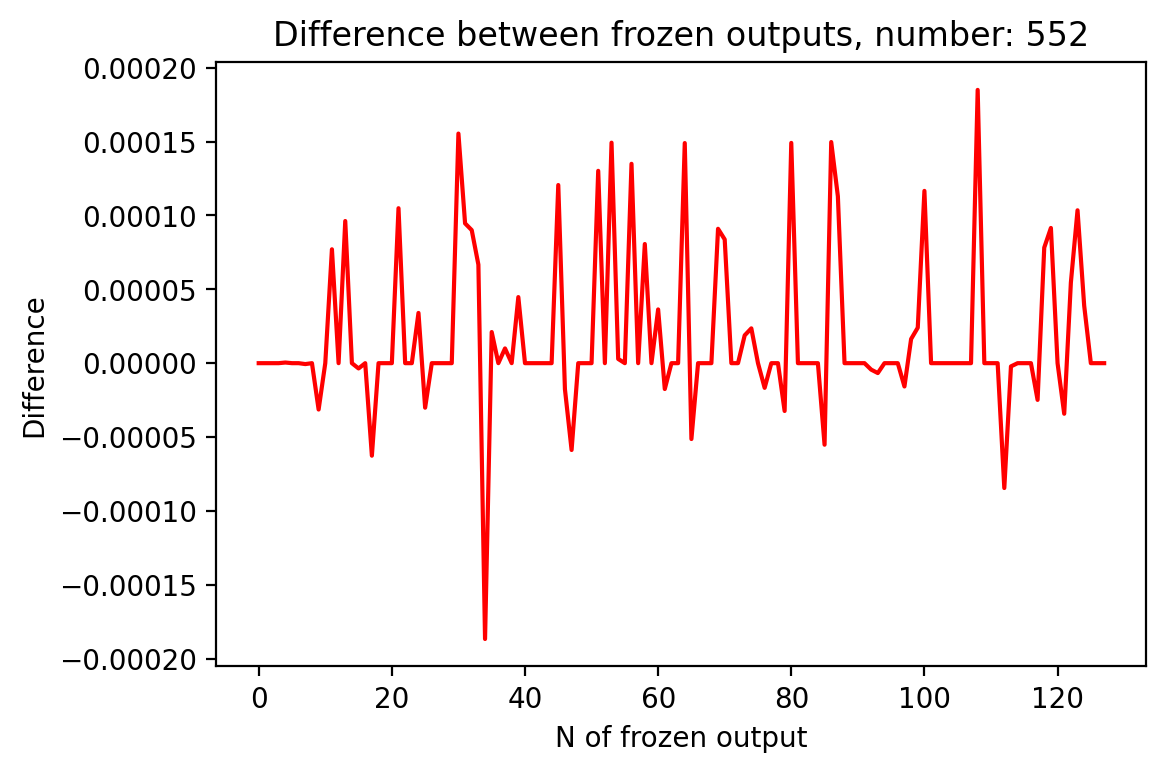 Difference between frozen outputs, number: 552
0.00020
0.00015
0.00010
0.00005
0.00000
−0.00005
−0.00010
−0.00015
−0.00020
Difference
0 20 40 60 80 100 120
N of frozen output